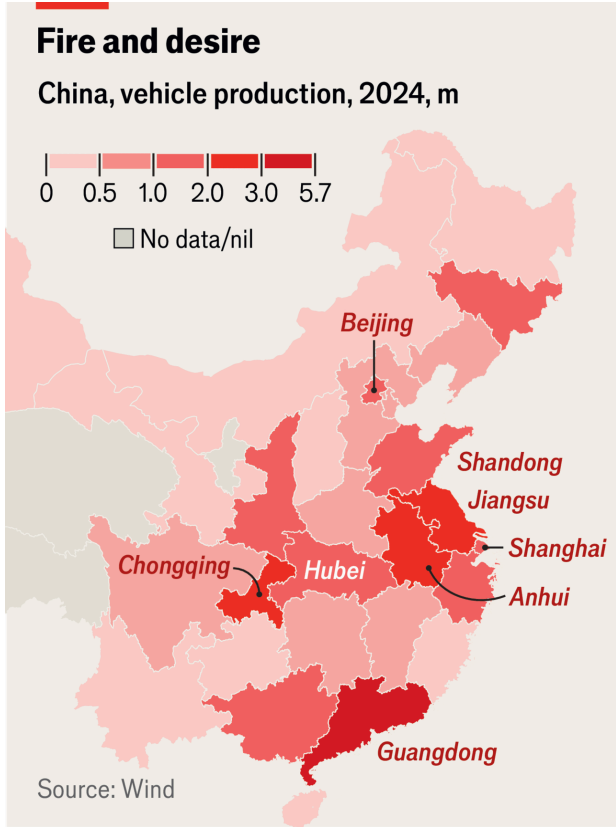 Fire and desire
China, vehicle production, 2024, m
0 0.5 1.0 2.0 3.0 5.7
No data/nil
Beijing
Shandong
Jiangsu
Shanghai
Chongqing
Hubei
Anhui
Guangdong
Source: Wind